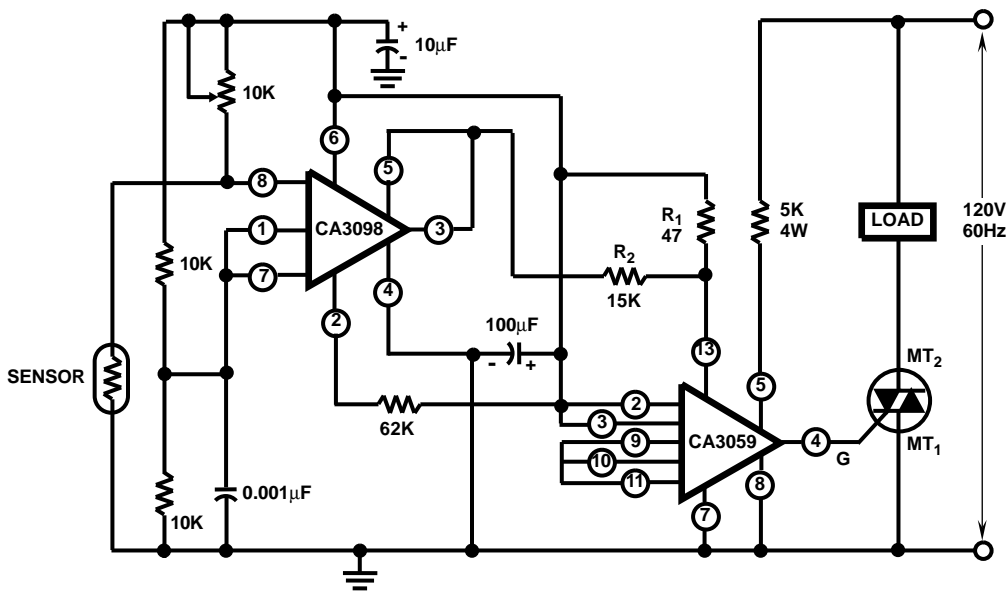 +
10µF
-
10K
6
5
8
1
CA3098
3
7
10K
4
2
R1
47
R2
15K
5K
4W
LOAD
120V
60Hz
100µF
-
+
13
SENSOR
62K
2
3
9
10
11
CA3059
5
4
G
8
7
MT2
MT1
0.001µF
10K